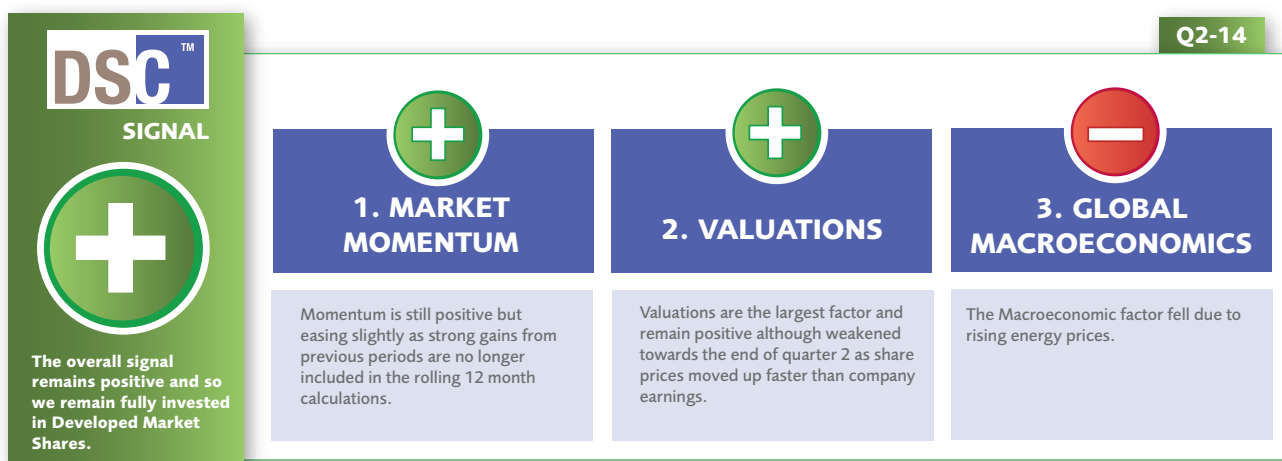 Q2-14
DSC™
SIGNAL
The overall signal
remains positive and so
we remain fully invested
in Developed Market
Shares.
1. MARKET
MOMENTUM
Momentum is still positive but
easing slightly as strong gains from
previous periods are no longer
included in the rolling 12 month
calculations.
2. VALUATIONS
Valuations are the largest factor and
remain positive although weakened
towards the end of quarter 2 as share
prices moved up faster than company
earnings.
3. GLOBAL
MACROECONOMICS
The Macroeconomic factor fell due to
rising energy prices.